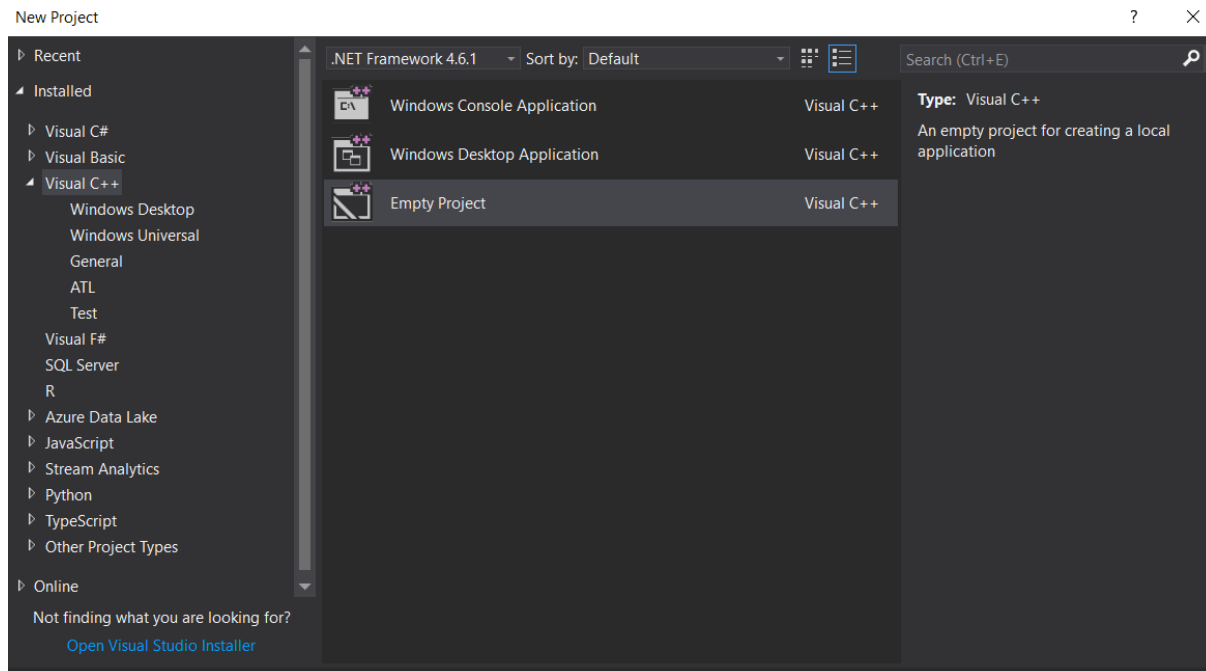 New Project
?
Recent
Installed
Visual C#
Visual Basic
Visual C++
Windows Desktop
Windows Universal
General
ATL
Test
Visual F#
SQL Server
R
Azure Data Lake
JavaScript
Stream Analytics
Python
TypeScript
Other Project Types
Online
Not finding what you are looking for?
Open Visual Studio Installer
.NET Framework 4.6.1 Sort by: Default
C:\ ++ Windows Console Application Visual C++
++ Windows Desktop Application Visual C++
++ Empty Project Visual C++
Search (Ctrl+E)
Type: Visual C++
An empty project for creating a local
application